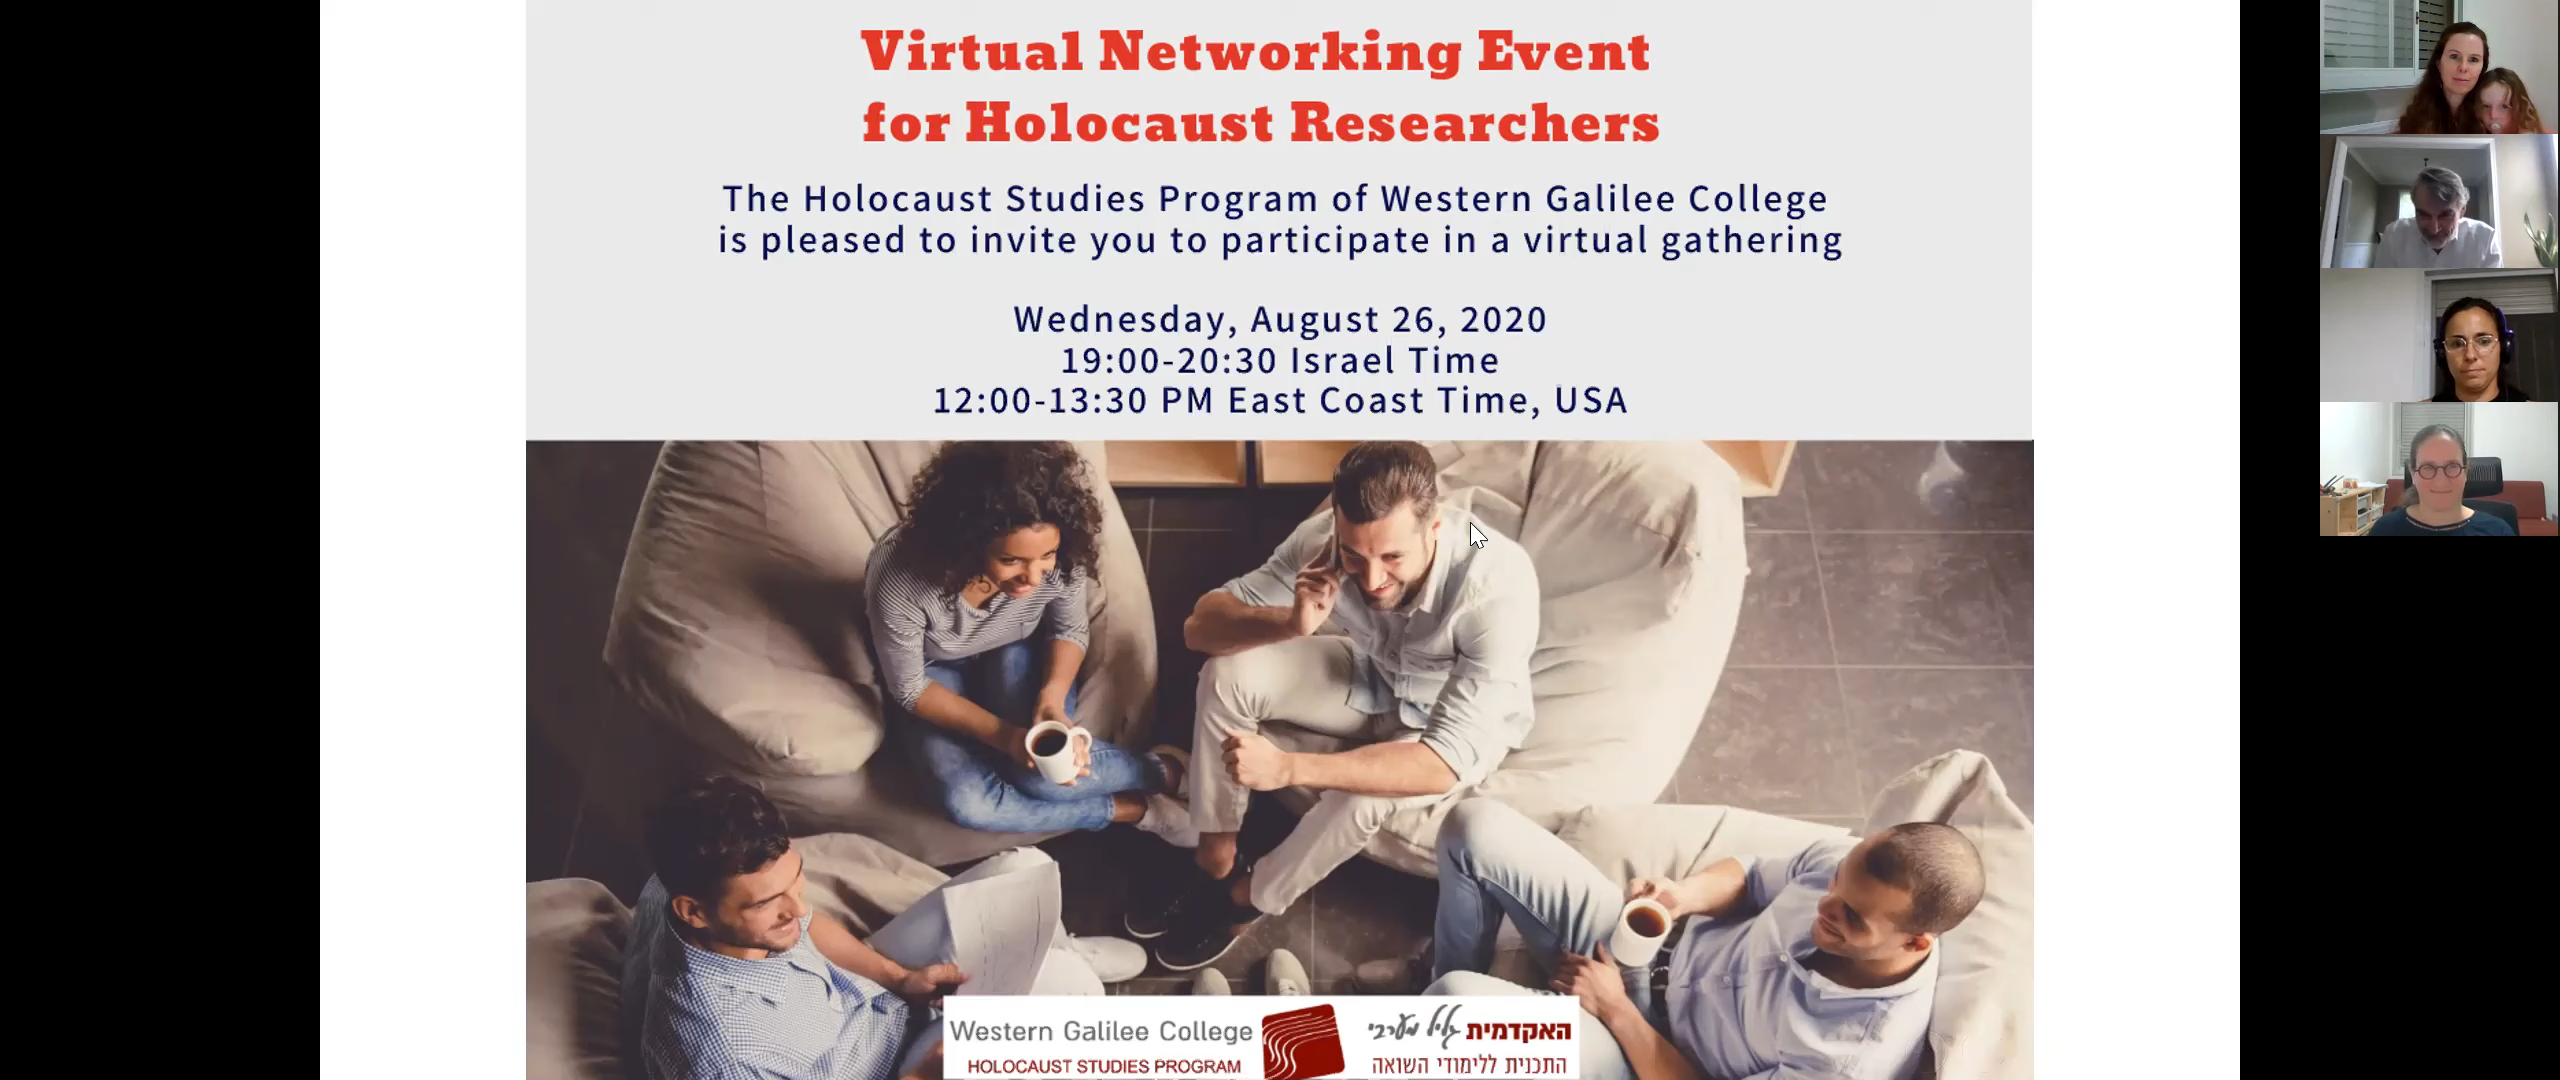 Virtual Networking Event
for Holocaust Researchers
The Holocaust Studies Program of Western Galilee College
is pleased to invite you to participate in a virtual gathering
Wednesday, August 26, 2020
19:00-20:30 Israel Time
12:00-13:30 PM East Coast Time, USA
Western Galilee College
HOLOCAUST STUDIES PROGRAM
האקדמית גליל מערבי
התכנית ללימודי השואה